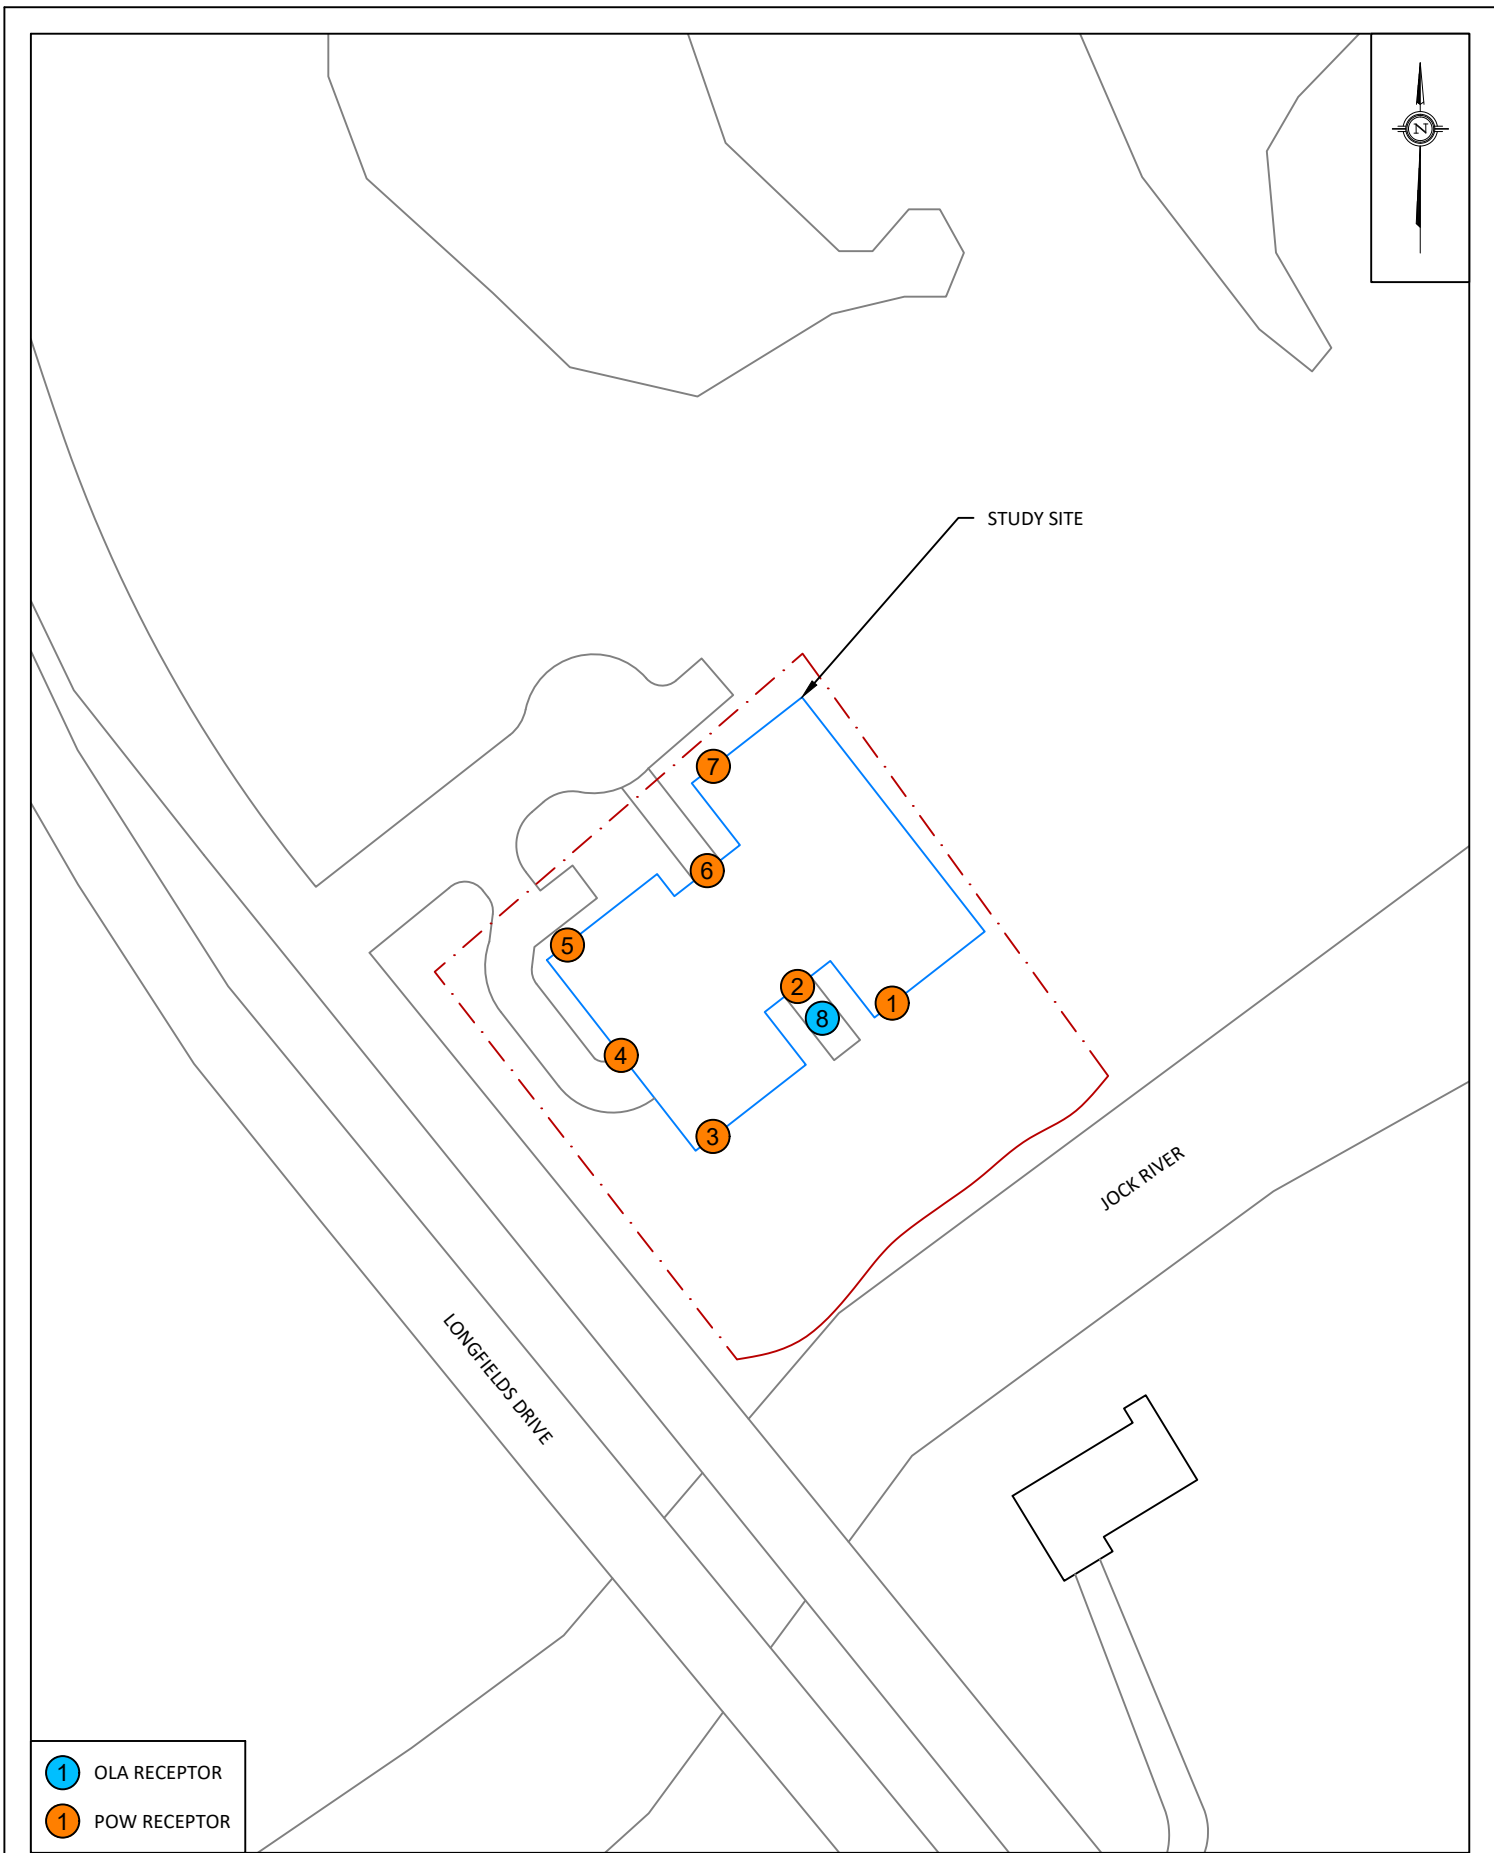 N
STUDY SITE
7
6
5
2
1
8
4
3
JOCK RIVER
LONGFIELDS DRIVE
1 OLA RECEPTOR
1 POW RECEPTOR